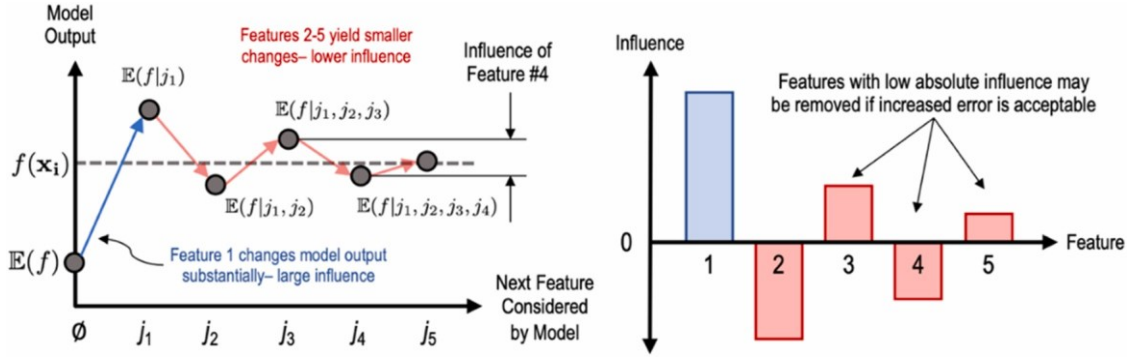 Model
Output
Features 2-5 yield smaller
changes– lower influence
Influence of
Feature #4
𝔼(f|j₁)
𝔼(f|j₁, j₂, j₃)
f(𝐱ᵢ)
𝔼(f|j₁, j₂)
𝔼(f|j₁, j₂, j₃, j₄)
𝔼(f)
Feature 1 changes model output
substantially– large influence
Next Feature
Considered
by Model
∅ j₁ j₂ j₃ j₄ j₅
Influence
Features with low absolute influence may
be removed if increased error is acceptable
0
Feature
1 2 3 4 5